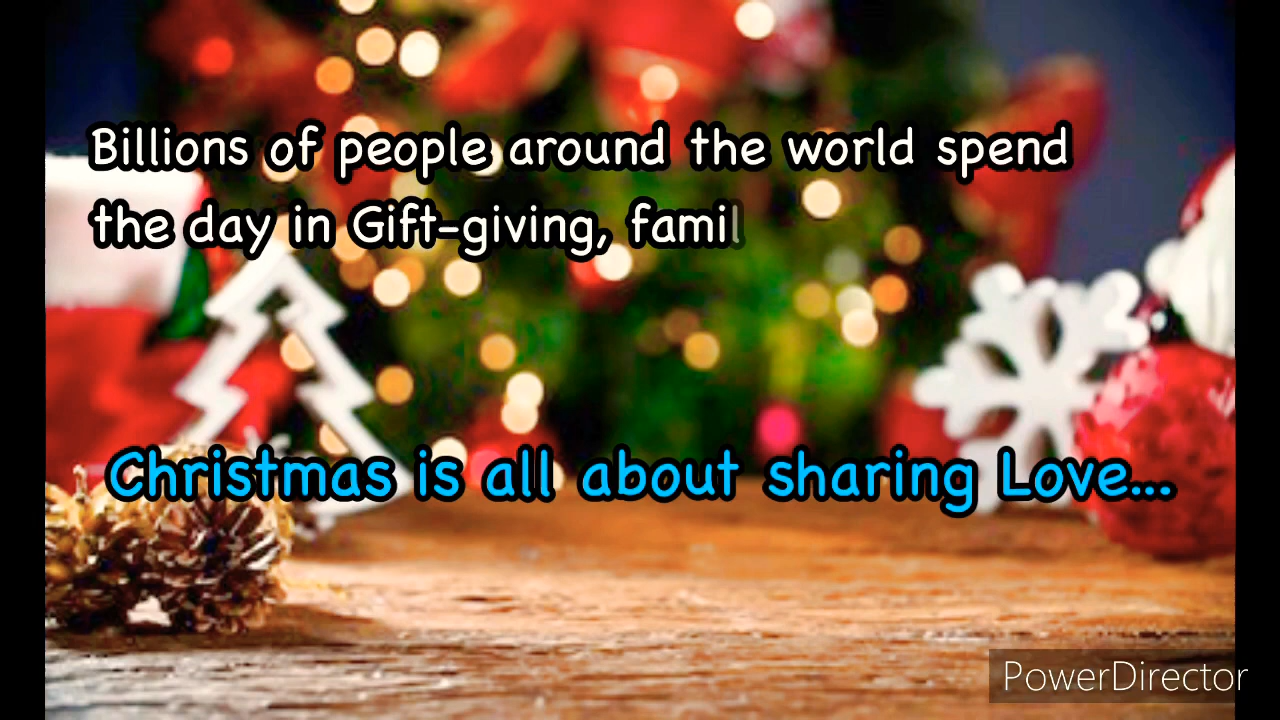 Billions of people around the world spend
the day in Gift-giving, famil
Christmas is all about sharing Love...
PowerDirector